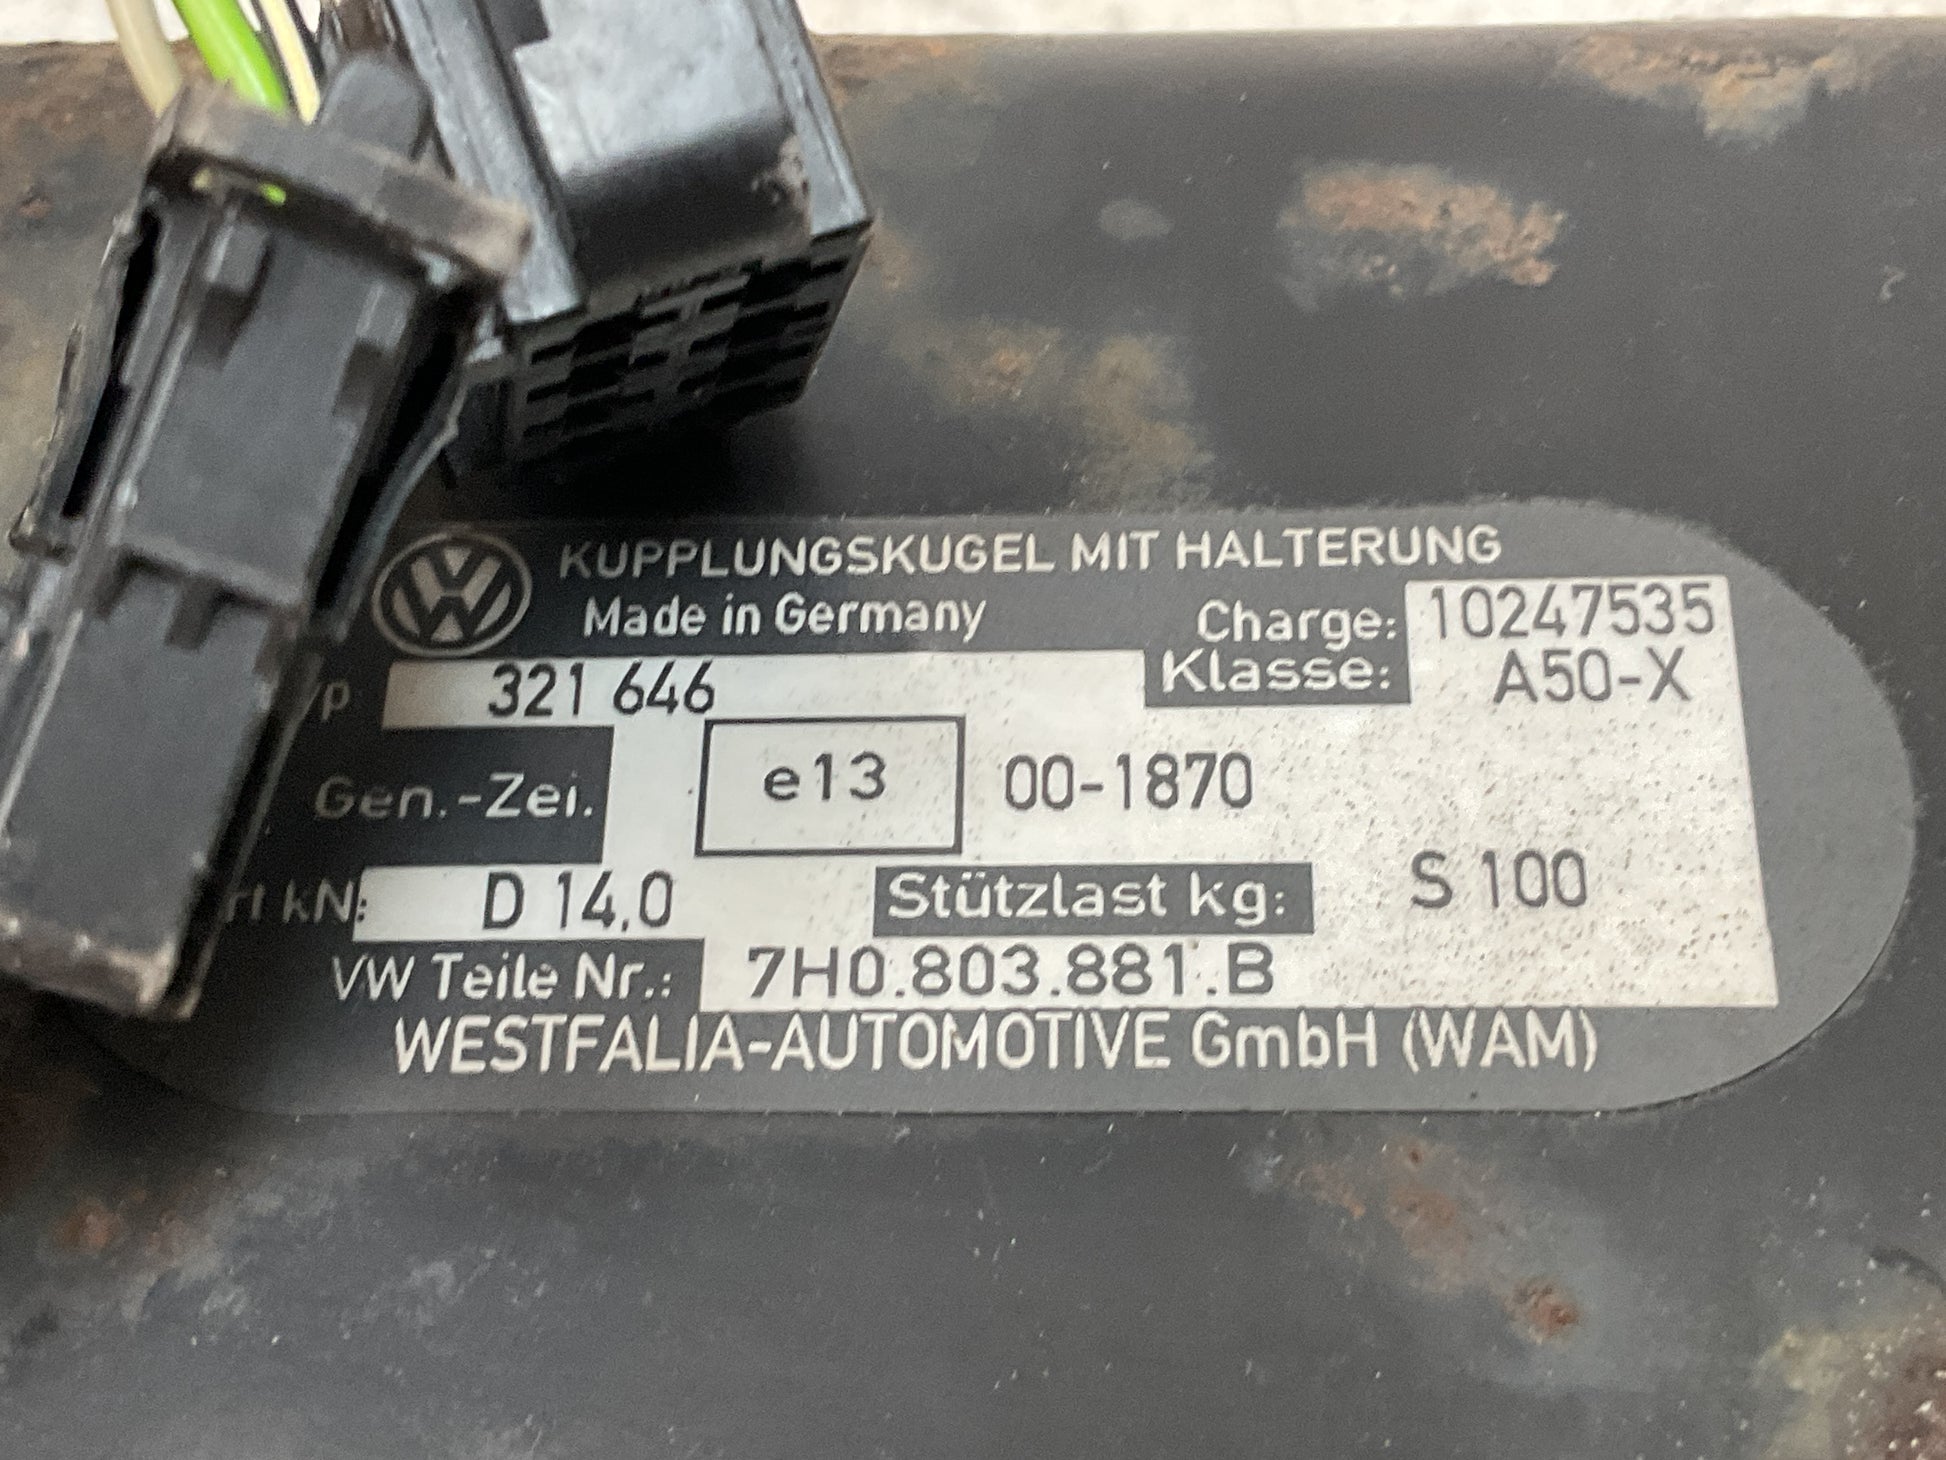 KUPPLUNGSKUGEL MIT HALTERUNG
Made in Germany Charge: 10247535
321 646 Klasse: A50-X
Gen.-Zei. e13 00-1870
kN: D 14,0 Stützlast kg: S 100
VW Teile Nr.: 7H0.803.881.B
WESTFALIA-AUTOMOTIVE GmbH (WAM)